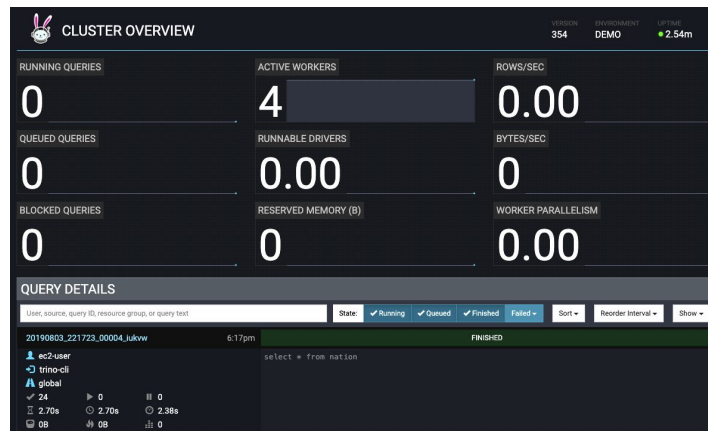 CLUSTER OVERVIEW
VERSION
354
ENVIRONMENT
DEMO
UPTIME
2.54m
RUNNING QUERIES
0
ACTIVE WORKERS
4
ROWS/SEC
0.00
QUEUED QUERIES
0
RUNNABLE DRIVERS
0.00
BYTES/SEC
0
BLOCKED QUERIES
0
RESERVED MEMORY (B)
0
WORKER PARALLELISM
0.00
QUERY DETAILS
User, source, query ID, resource group, or query text
State: Running Queued Finished Failed Sort Reorder Interval Show
20190803_221723_00004_iukvw 6:17pm FINISHED
ec2-user
select * from nation
trino-cli
global
24 0 0
2.70s 2.70s 2.38s
0B 0B 0